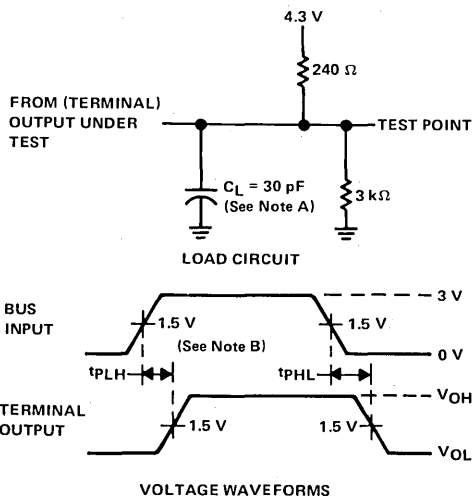 4.3 V
240 Ω
FROM (TERMINAL)
OUTPUT UNDER
TEST
TEST POINT
CL = 30 pF
(See Note A)
3 kΩ
LOAD CIRCUIT
BUS
INPUT
3 V
1.5 V
1.5 V
(See Note B)
0 V
tPLH
tPHL
VOH
TERMINAL
OUTPUT
1.5 V
1.5 V
VOL
VOLTAGE WAVEFORMS